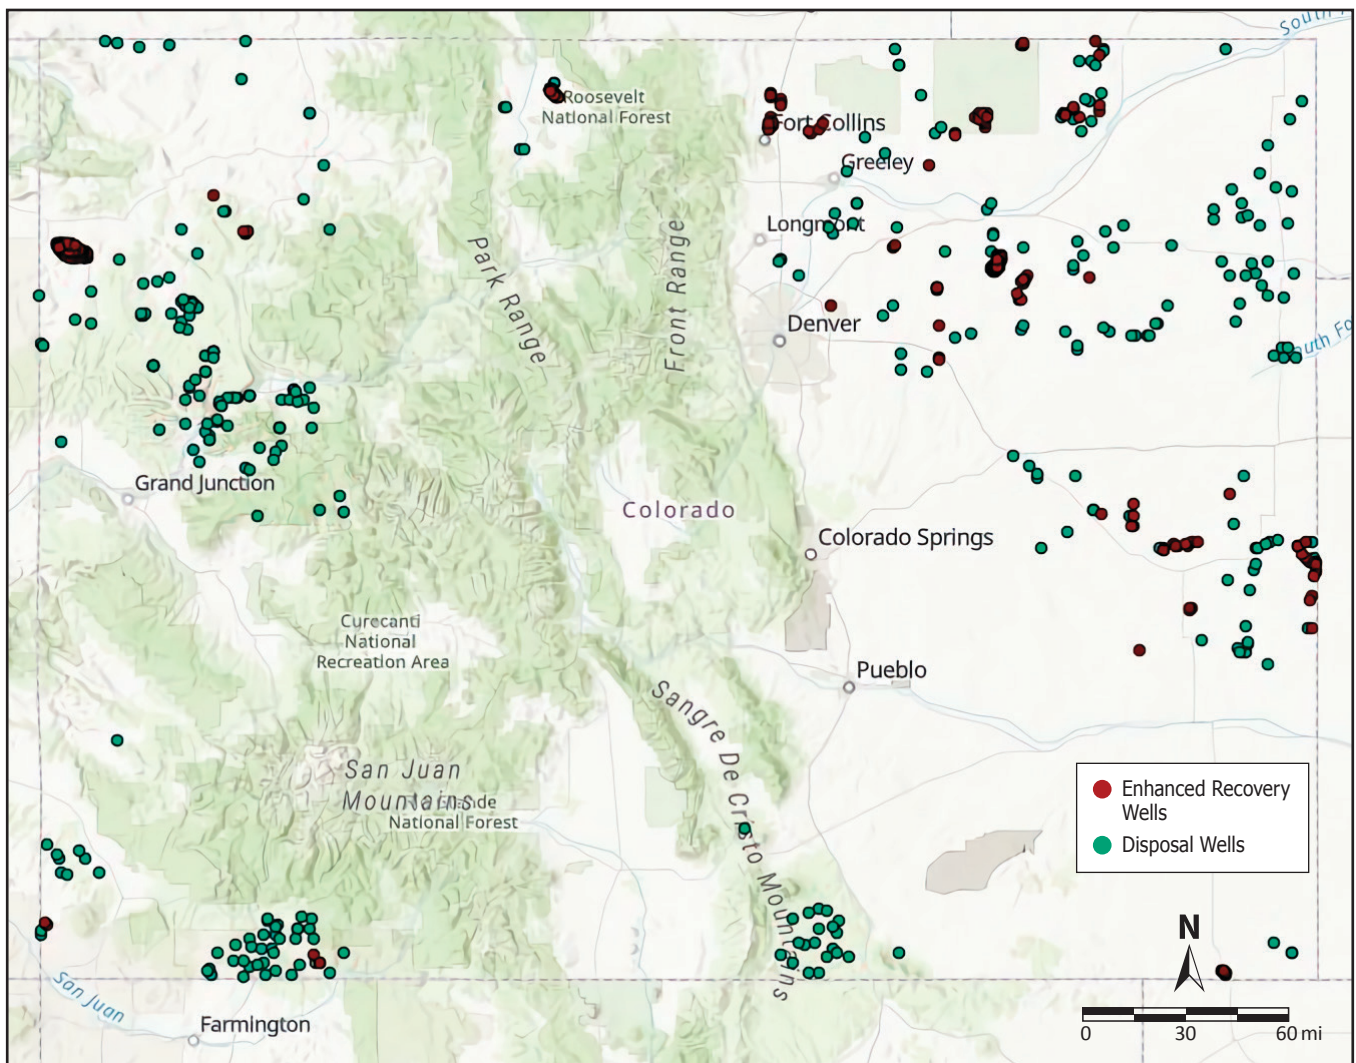 South
Roosevelt
National Forest
Fort Collins
Greeley
Longmont
Park Range
Front Range
Denver
South Fo
Grand Junction
Colorado
Colorado Springs
Curecanti
National
Recreation Area
Pueblo
Sangre De Cristo Mountains
San Juan
Mountains
Rio Grande
National Forest
Enhanced Recovery
Wells
Disposal Wells
N
San Juan
Farmington
0 30 60 mi